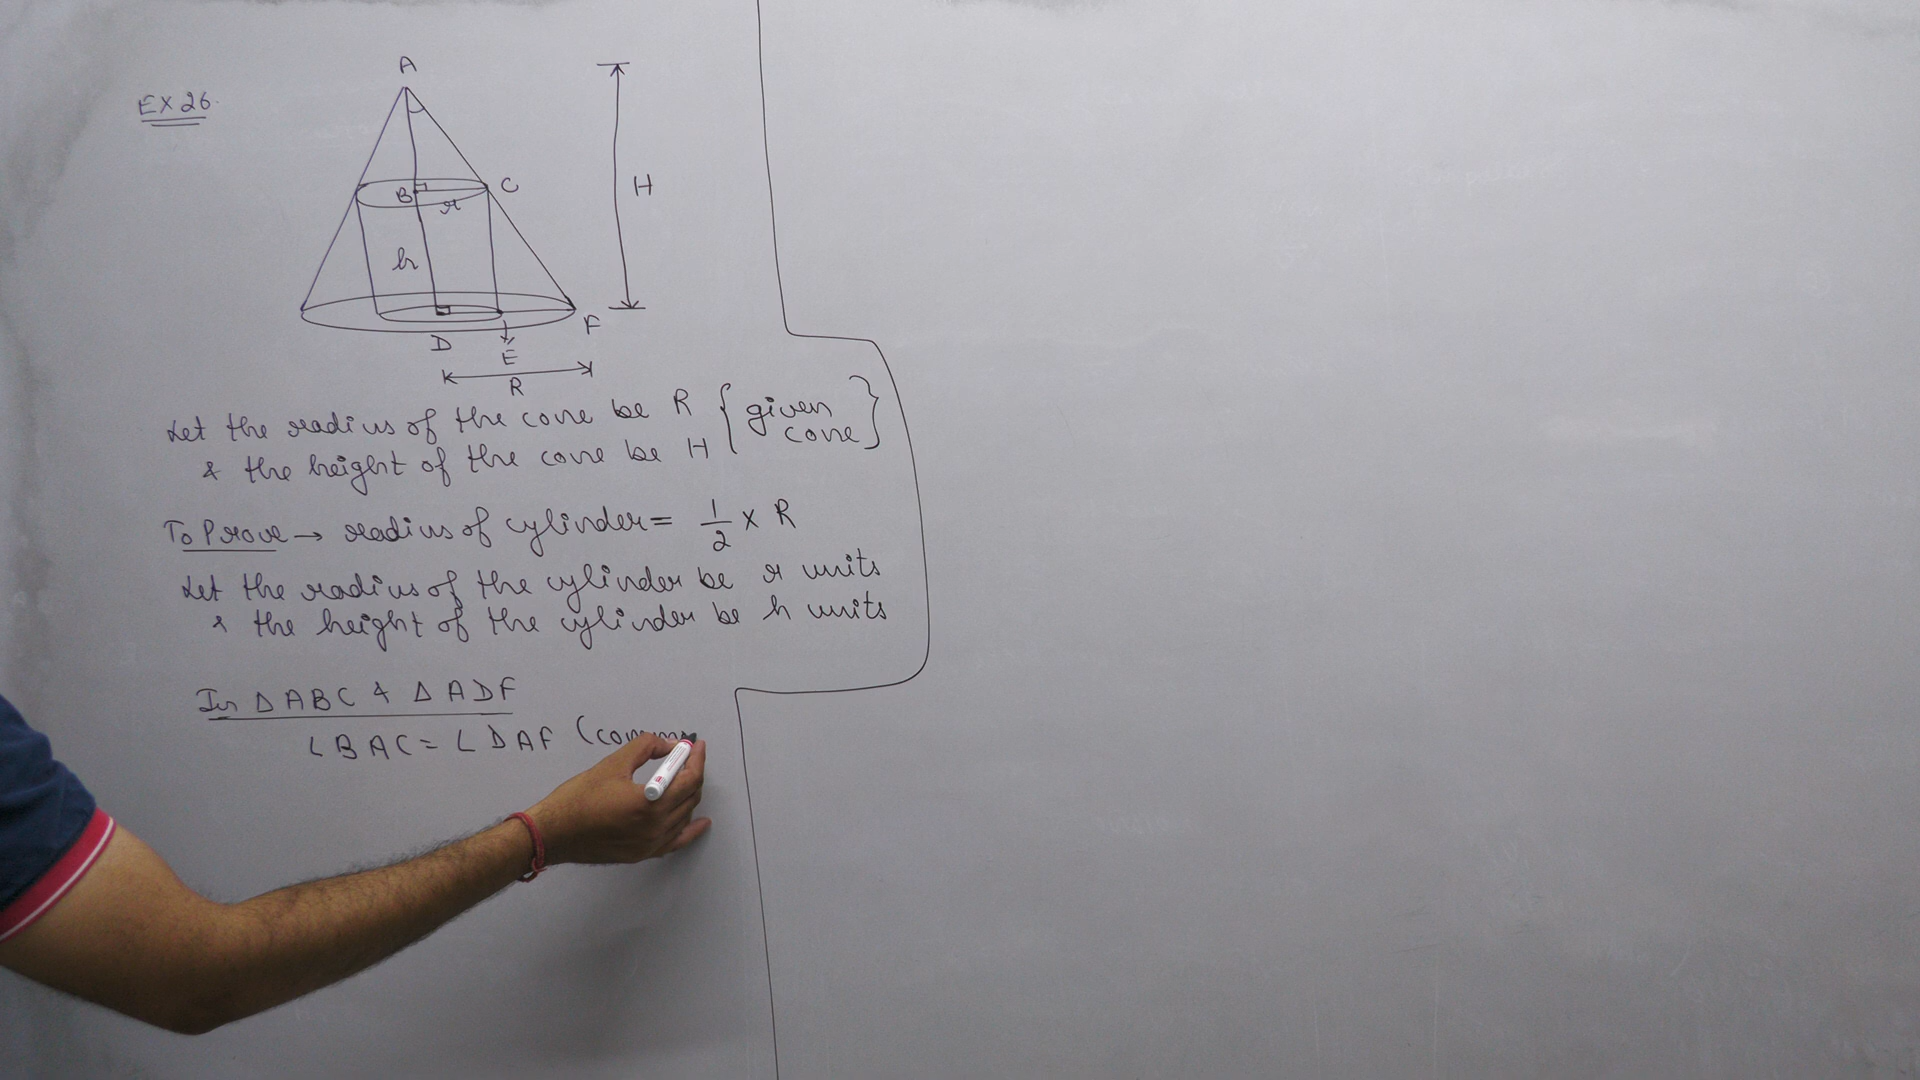 EX 26.
A
H
B
C
r
h
F
D
E
R
Let the radius of the cone be R { given
& the height of the cone be H cone }
To Prove → radius of cylinder = 1/2 x R
Let the radius of the cylinder be r units
& the height of the cylinder be h units
In Δ ABC & Δ ADF
∠BAC = ∠DAF (comm